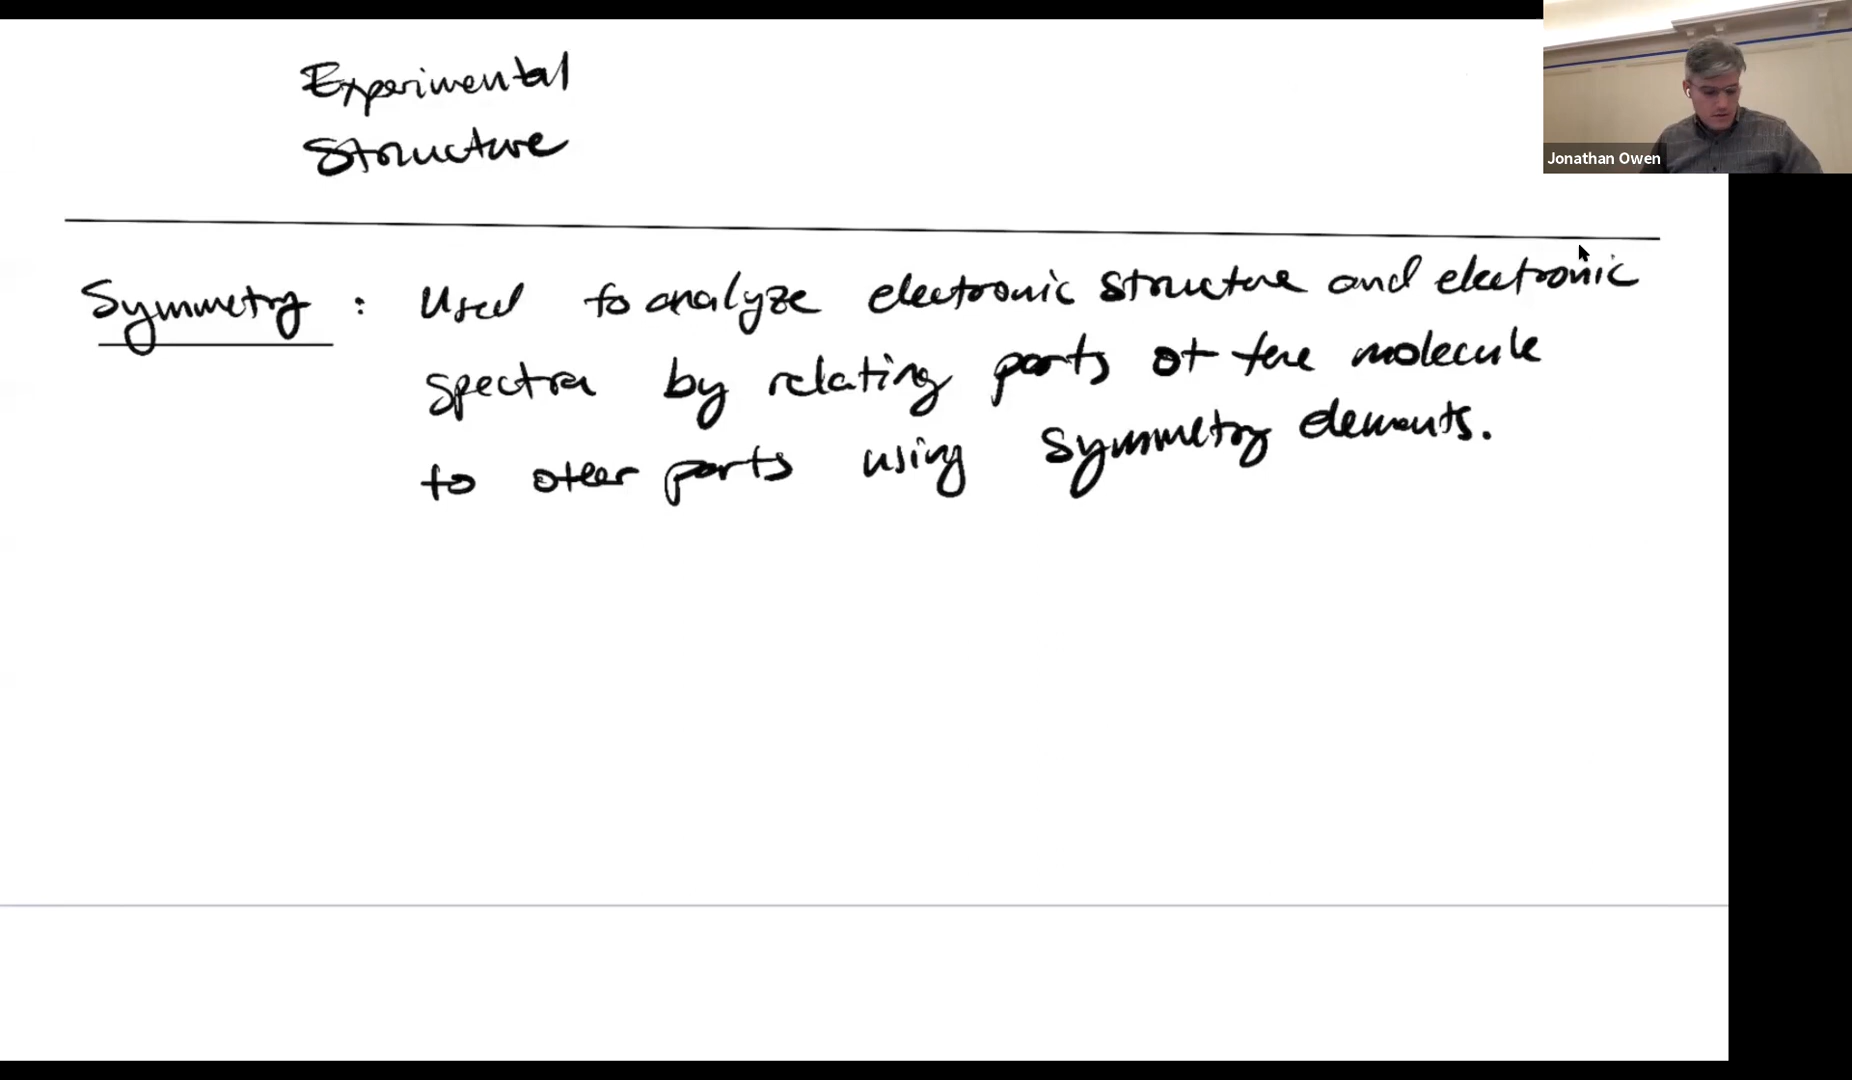 Experimental
Structure
Jonathan Owen
Symmetry : Used to analyze electronic structure and electronic
spectra by relating parts of the molecule
to other parts using symmetry elements.